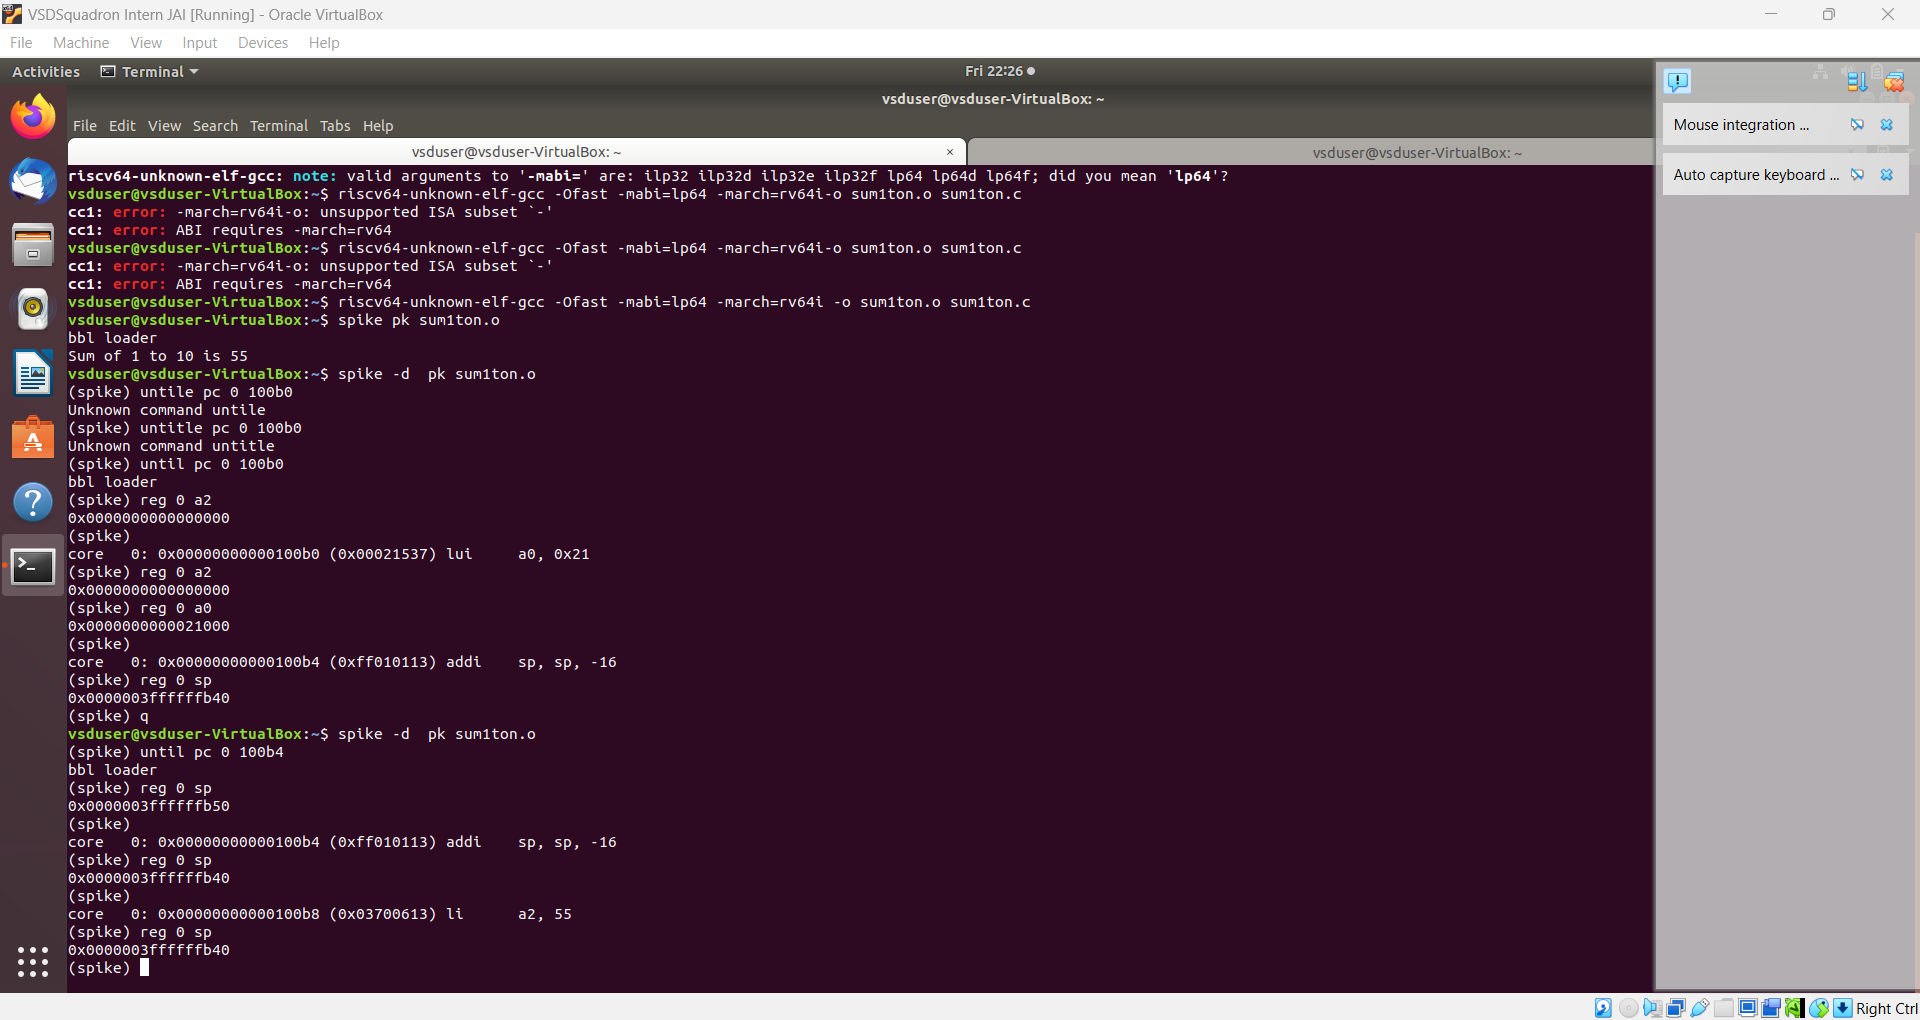 VSDSquadron Intern JAI [Running] - Oracle VirtualBox
File Machine View Input Devices Help
Activities Terminal Fri 22:26
vsduser@vsduser-VirtualBox: ~
File Edit View Search Terminal Tabs Help
vsduser@vsduser-VirtualBox: ~ × vsduser@vsduser-VirtualBox: ~
Mouse integration ...
Auto capture keyboard ...
riscv64-unknown-elf-gcc: note: valid arguments to '-mabi=' are: ilp32 ilp32d ilp32e ilp32f lp64 lp64d lp64f; did you mean 'lp64'?
vsduser@vsduser-VirtualBox:~$ riscv64-unknown-elf-gcc -Ofast -mabi=lp64 -march=rv64i-o sum1ton.o sum1ton.c
cc1: error: -march=rv64i-o: unsupported ISA subset `-'
cc1: error: ABI requires -march=rv64
vsduser@vsduser-VirtualBox:~$ riscv64-unknown-elf-gcc -Ofast -mabi=lp64 -march=rv64i-o sum1ton.o sum1ton.c
cc1: error: -march=rv64i-o: unsupported ISA subset `-'
cc1: error: ABI requires -march=rv64
vsduser@vsduser-VirtualBox:~$ riscv64-unknown-elf-gcc -Ofast -mabi=lp64 -march=rv64i -o sum1ton.o sum1ton.c
vsduser@vsduser-VirtualBox:~$ spike pk sum1ton.o
bbl loader
Sum of 1 to 10 is 55
vsduser@vsduser-VirtualBox:~$ spike -d  pk sum1ton.o
(spike) untile pc 0 100b0
Unknown command untile
(spike) untitle pc 0 100b0
Unknown command untitle
(spike) until pc 0 100b0
bbl loader
(spike) reg 0 a2
0x0000000000000000
(spike)
core   0: 0x00000000000100b0 (0x00021537) lui     a0, 0x21
(spike) reg 0 a2
0x0000000000000000
(spike) reg 0 a0
0x0000000000021000
(spike)
core   0: 0x00000000000100b4 (0xff010113) addi    sp, sp, -16
(spike) reg 0 sp
0x0000003ffffffb40
(spike) q
vsduser@vsduser-VirtualBox:~$ spike -d  pk sum1ton.o
(spike) until pc 0 100b4
bbl loader
(spike) reg 0 sp
0x0000003ffffffb50
(spike)
core   0: 0x00000000000100b4 (0xff010113) addi    sp, sp, -16
(spike) reg 0 sp
0x0000003ffffffb40
(spike)
core   0: 0x00000000000100b8 (0x03700613) li      a2, 55
(spike) reg 0 sp
0x0000003ffffffb40
(spike)
Right Ctrl